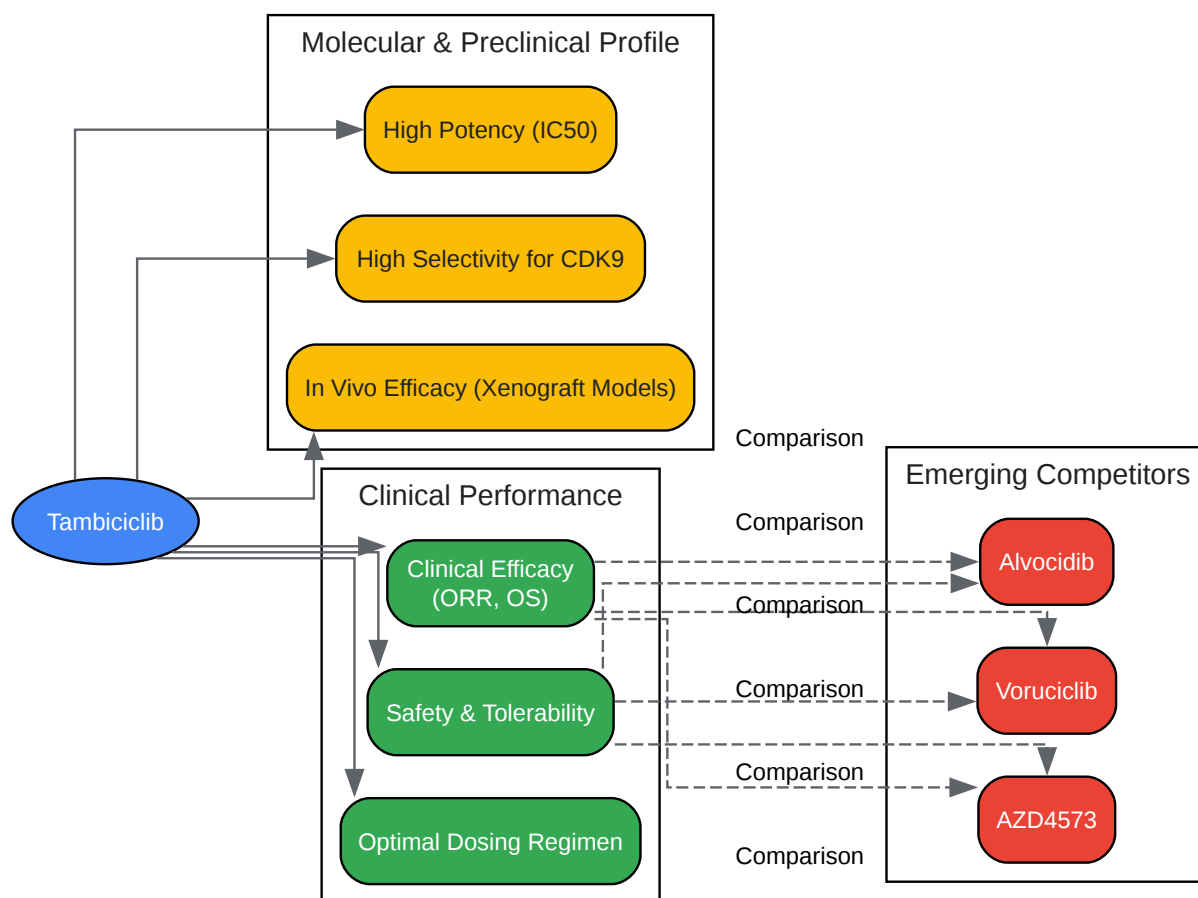 Molecular & Preclinical Profile
High Potency (IC50)
High Selectivity for CDK9
In Vivo Efficacy (Xenograft Models)
Tambiciclib
Clinical Performance
Clinical Efficacy
(ORR, OS)
Safety & Tolerability
Optimal Dosing Regimen
Comparison
Comparison
Comparison
Comparison
Comparison
Comparison
Emerging Competitors
Alvocidib
Voruciclib
AZD4573